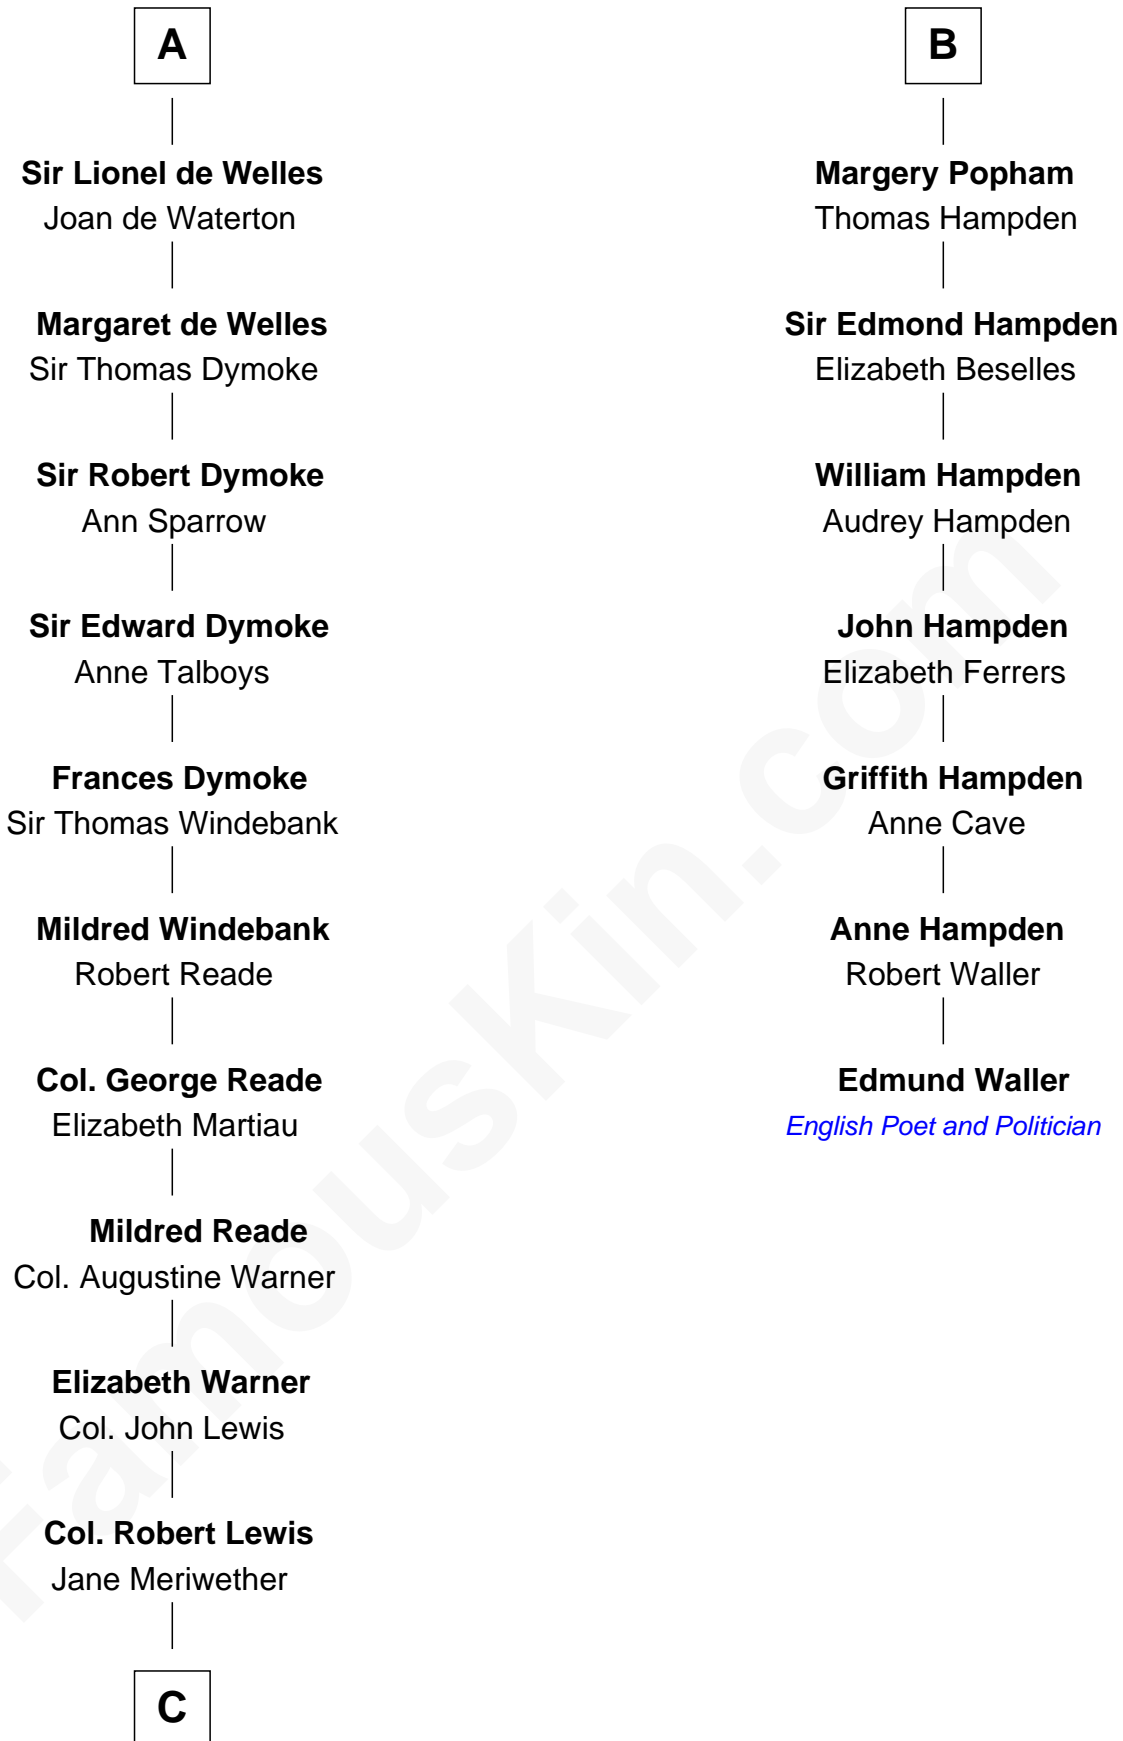 A
Sir Lionel de Welles
Joan de Waterton
Margaret de Welles
Sir Thomas Dymoke
Sir Robert Dymoke
Ann Sparrow
Sir Edward Dymoke
Anne Talboys
Frances Dymoke
Sir Thomas Windebank
Mildred Windebank
Robert Reade
Col. George Reade
Elizabeth Martiau
Mildred Reade
Col. Augustine Warner
Elizabeth Warner
Col. John Lewis
Col. Robert Lewis
Jane Meriwether
C
B
Margery Popham
Thomas Hampden
Sir Edmond Hampden
Elizabeth Beselles
William Hampden
Audrey Hampden
John Hampden
Elizabeth Ferrers
Griffith Hampden
Anne Cave
Anne Hampden
Robert Waller
Edmund Waller
English Poet and Politician
FamousKin.com